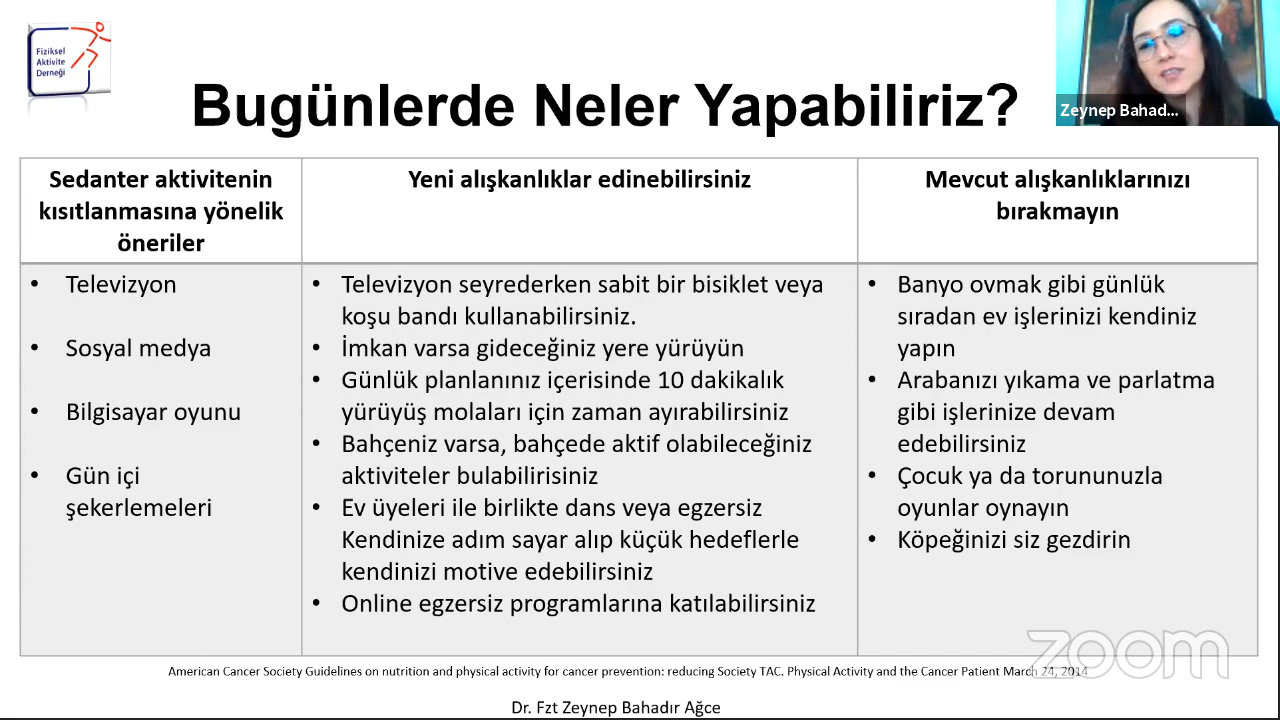 Fiziksel
Aktivite
Derneği
Bugünlerde Neler Yapabiliriz?
Zeynep Bahad...
Sedanter aktivitenin
kısıtlanmasına yönelik
öneriler
Yeni alışkanlıklar edinebilirsiniz
Mevcut alışkanlıklarınızı
bırakmayın
• Televizyon
• Sosyal medya
• Bilgisayar oyunu
• Gün içi
şekerlemeleri
• Televizyon seyrederken sabit bir bisiklet veya
koşu bandı kullanabilirsiniz.
• İmkan varsa gideceğiniz yere yürüyün
• Günlük planlanınız içerisinde 10 dakikalık
yürüyüş molaları için zaman ayırabilirsiniz
• Bahçeniz varsa, bahçede aktif olabileceğiniz
aktiviteler bulabilirisiniz
• Ev üyeleri ile birlikte dans veya egzersiz
Kendinize adım sayar alıp küçük hedeflerle
kendinizi motive edebilirsiniz
• Online egzersiz programlarına katılabilirsiniz
• Banyo ovmak gibi günlük
sıradan ev işlerinizi kendiniz
yapın
• Arabanızı yıkama ve parlatma
gibi işlerinize devam
edebilirsiniz
• Çocuk ya da torununuzla
oyunlar oynayın
• Köpeğinizi siz gezdirin
zoom
American Cancer Society Guidelines on nutrition and physical activity for cancer prevention: reducing Society TAC. Physical Activity and the Cancer Patient March 24, 2014
Dr. Fzt Zeynep Bahadır Ağce